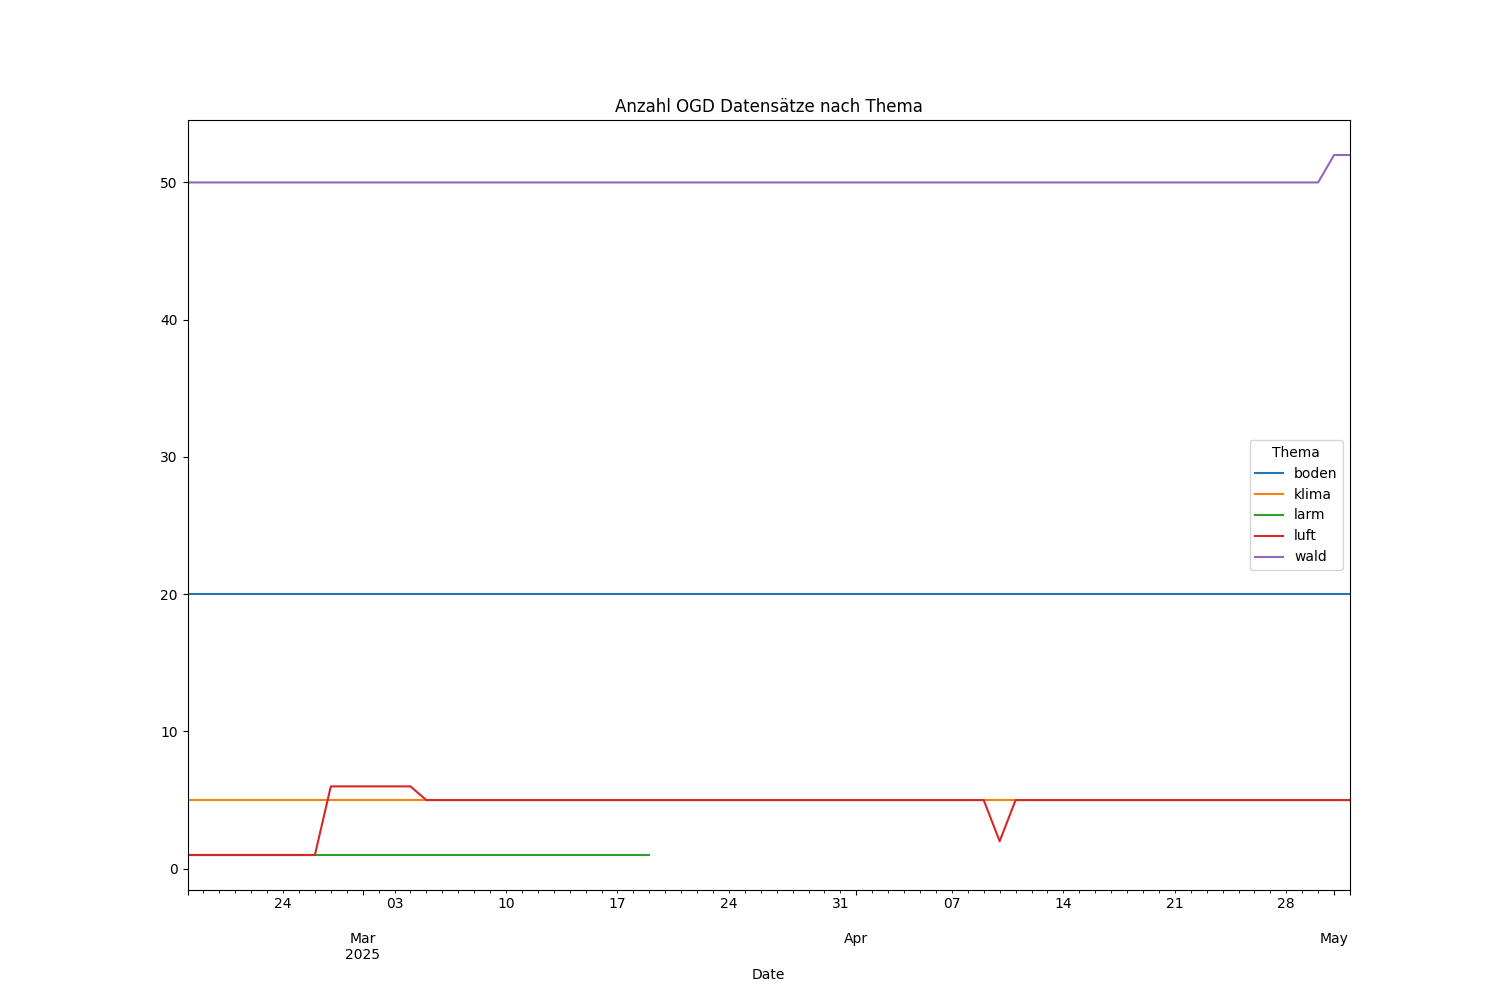 Anzahl OGD Datensätze nach Thema
50
40
30
20
10
0
Thema
boden
klima
larm
luft
wald
24 03 10 17 24 31 07 14 21 28
Mar Apr May
2025
Date